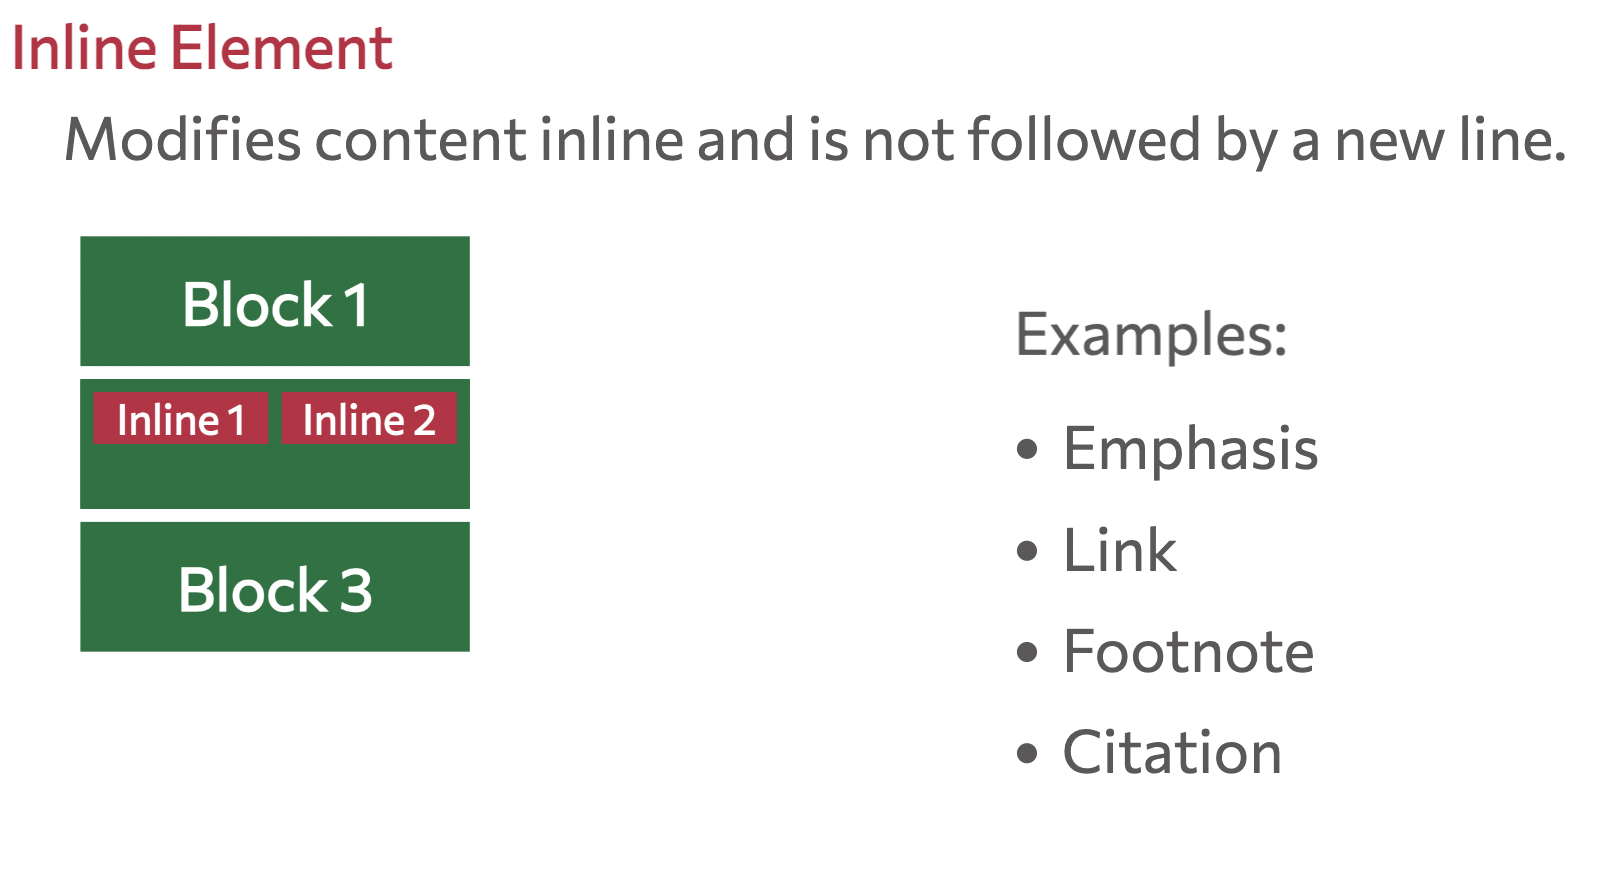 Inline Element
Modifies content inline and is not followed by a new line.
Block 1
Inline 1 Inline 2
Block 3
Examples:
• Emphasis
• Link
• Footnote
• Citation